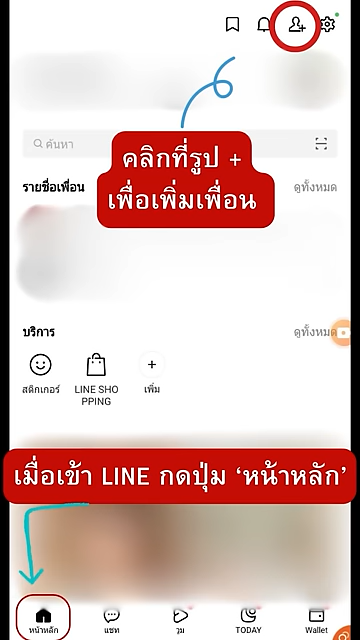 ค้นหา
คลิกที่รูป +
เพื่อเพิ่มเพื่อน
รายชื่อเพื่อน
ดูทั้งหมด
บริการ
ดูทั้งหมด
สติกเกอร์
LINE SHO
PPING
เพิ่ม
เมื่อเข้า LINE กดปุ่ม ‘หน้าหลัก’
หน้าหลัก
แชท
วูม
TODAY
Wallet